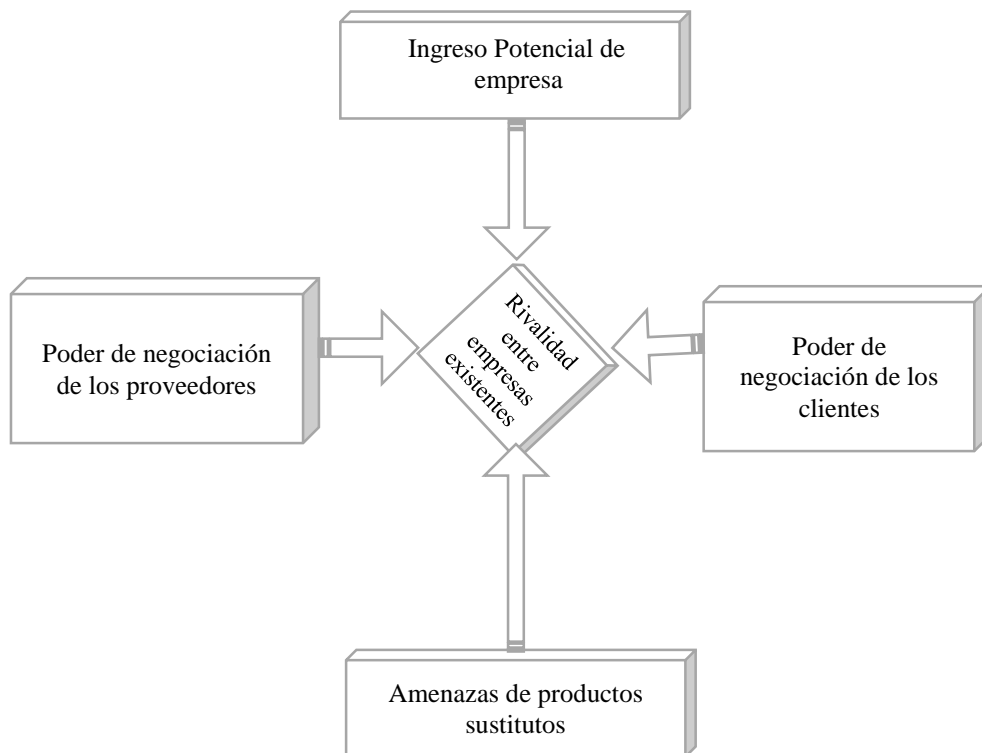 Ingreso Potencial de
empresa
Poder de negociación
de los proveedores
Rivalidad
entre
empresas
existentes
Poder de
negociación de los
clientes
Amenazas de productos
sustitutos